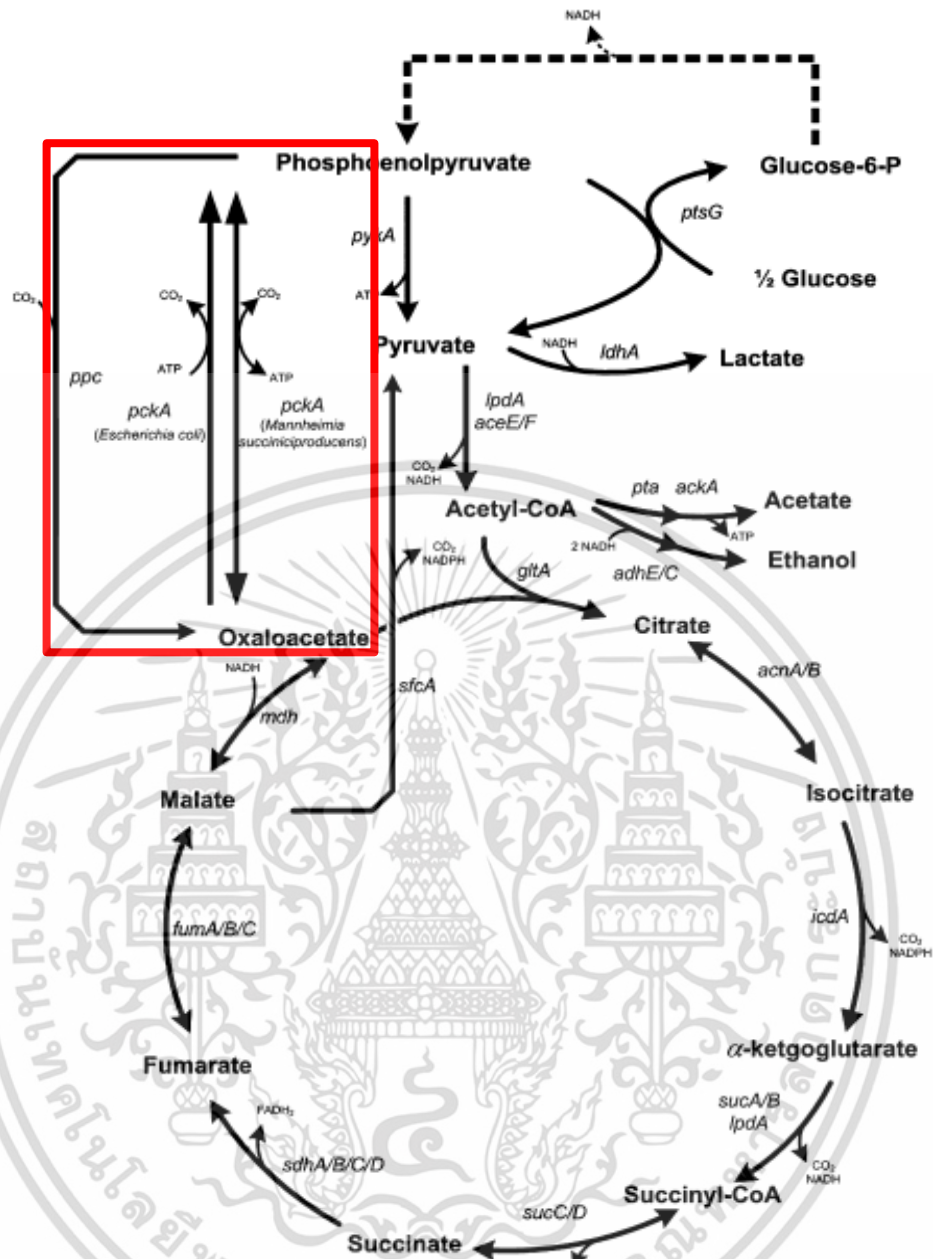 NADH
Phosphoenolpyruvate
Glucose-6-P
ptsG
pykA
½ Glucose
CO₂
CO₂
CO₂
Pyruvate
NADH
ldhA
Lactate
ppc
ATP
ATP
pckA
(Escherichia coli)
pckA
(Mannheimia
succiniciproducens)
lpdA
aceE/F
CO₂
NADH
Acetyl-CoA
pta
ackA
Acetate
ATP
2 NADH
adhE/C
Ethanol
CO₂
NADPH
gltA
Oxaloacetate
Citrate
NADH
mdh
sfcA
acnA/B
Malate
Isocitrate
fumA/B/C
icdA
CO₂
NADPH
Fumarate
α-ketgoglutarate
FADH₂
sdhA/B/C/D
sucA/B
lpdA
CO₂
NADH
Succinyl-CoA
sucC/D
Succinate